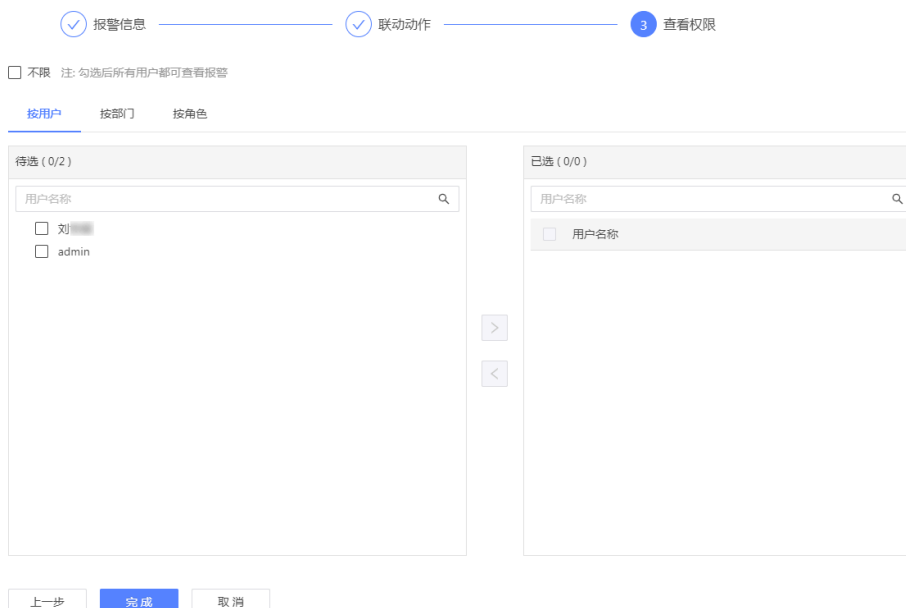 报警信息 联动动作 3 查看权限
不限 注: 勾选后所有用户都可查看报警
按用户 按部门 按角色
待选 ( 0/2 ) 已选 ( 0/0 )
用户名称 用户名称
刘 用户名称
admin
上一步 完成 取消